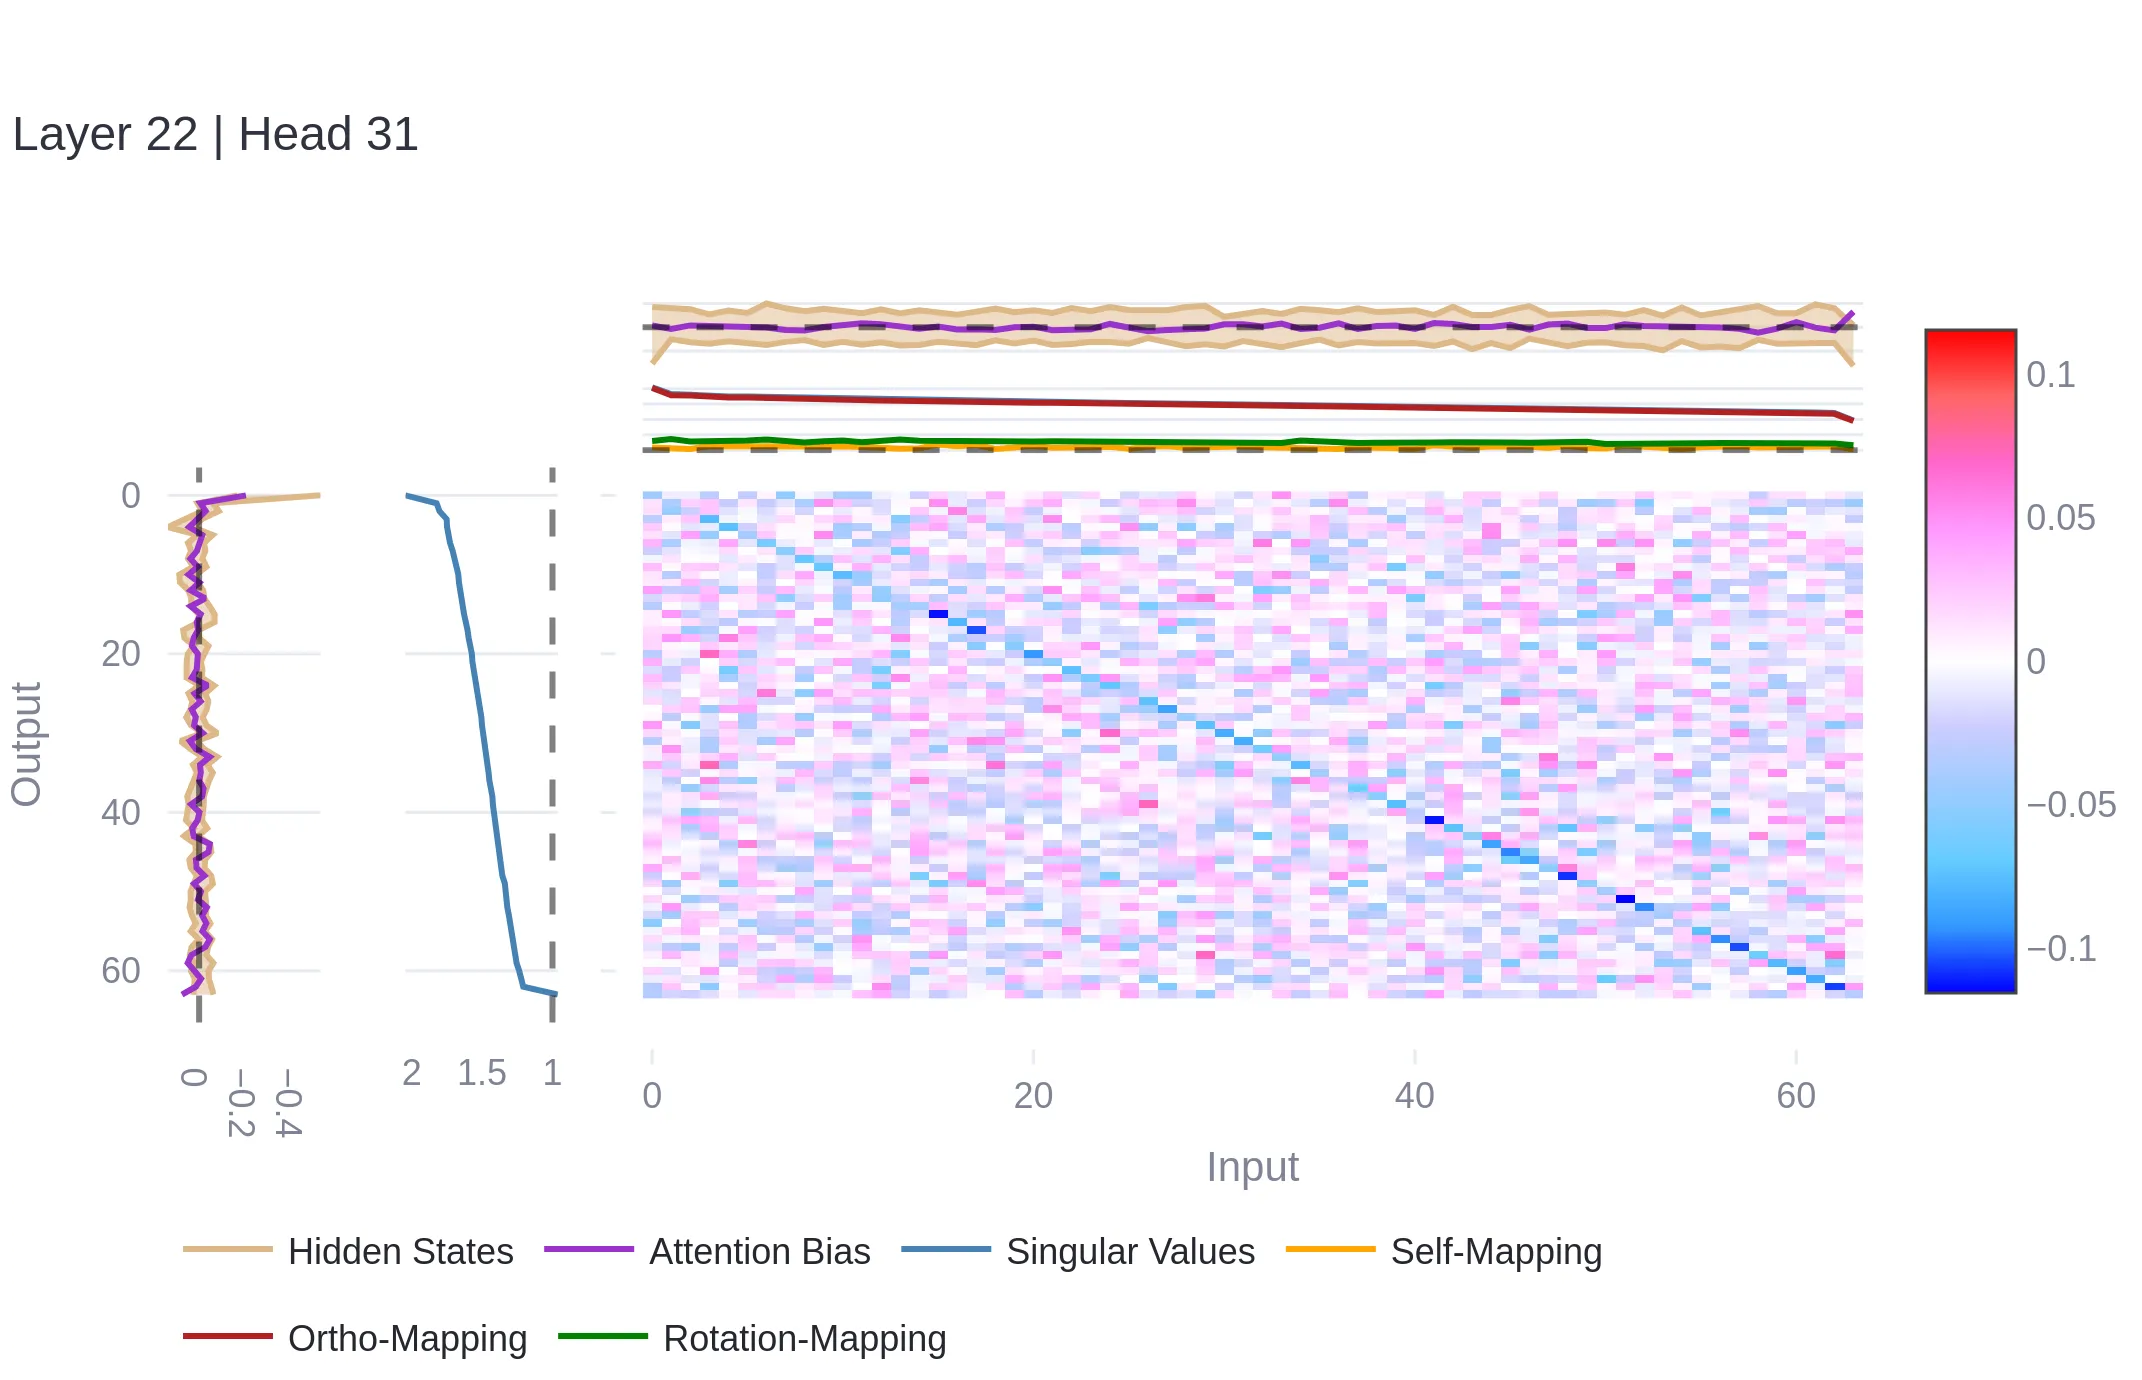 Layer 22 | Head 31
0
20
40
60
Output
0
−0.2
−0.4
2
1.5
1
0
20
40
60
Input
0.1
0.05
0
−0.05
−0.1
Hidden States
Attention Bias
Singular Values
Self-Mapping
Ortho-Mapping
Rotation-Mapping